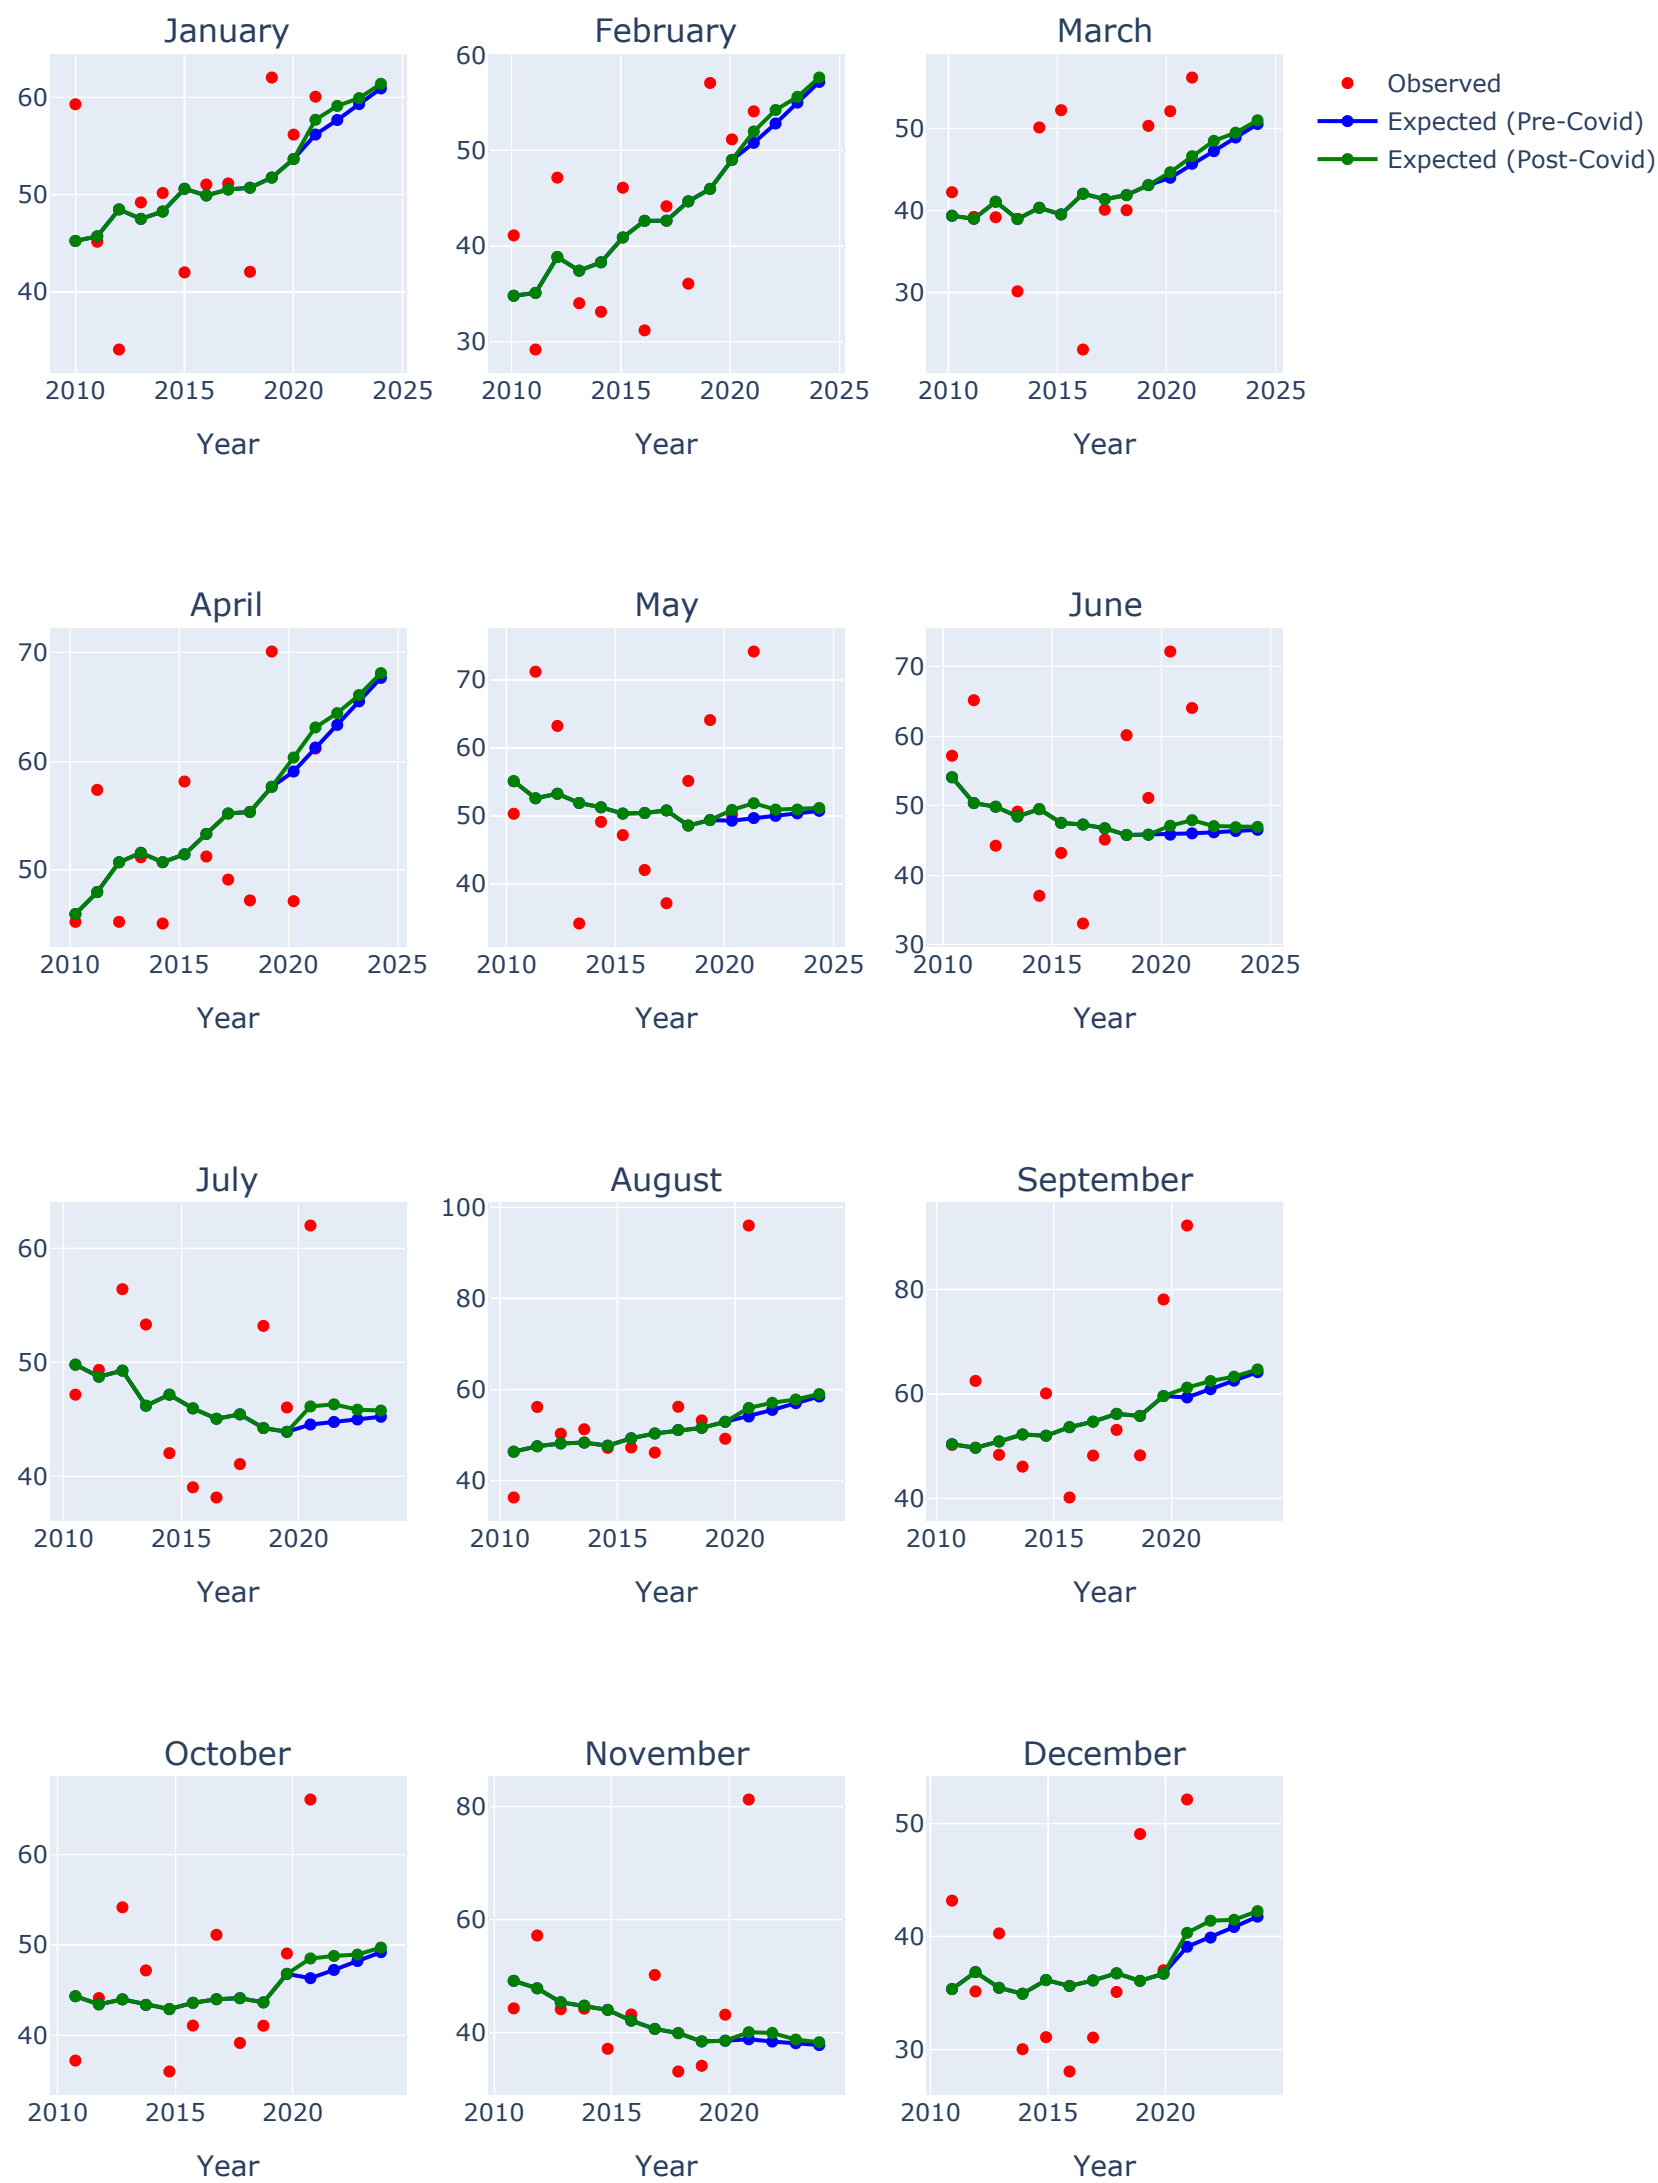 January February March
60
50
40
2010 2015 2020 2025
Year
60
50
40
30
2010 2015 2020 2025
Year
50
40
30
2010 2015 2020 2025
Year
Observed
Expected (Pre-Covid)
Expected (Post-Covid)
April May June
70
60
50
2010 2015 2020 2025
Year
70
60
50
40
2010 2015 2020 2025
Year
70
60
50
40
30
2010 2015 2020 2025
Year
July August September
60
50
40
2010 2015 2020
Year
100
80
60
40
2010 2015 2020
Year
80
60
40
2010 2015 2020
Year
October November December
60
50
40
2010 2015 2020
Year
80
60
40
2010 2015 2020
Year
50
40
30
2010 2015 2020
Year